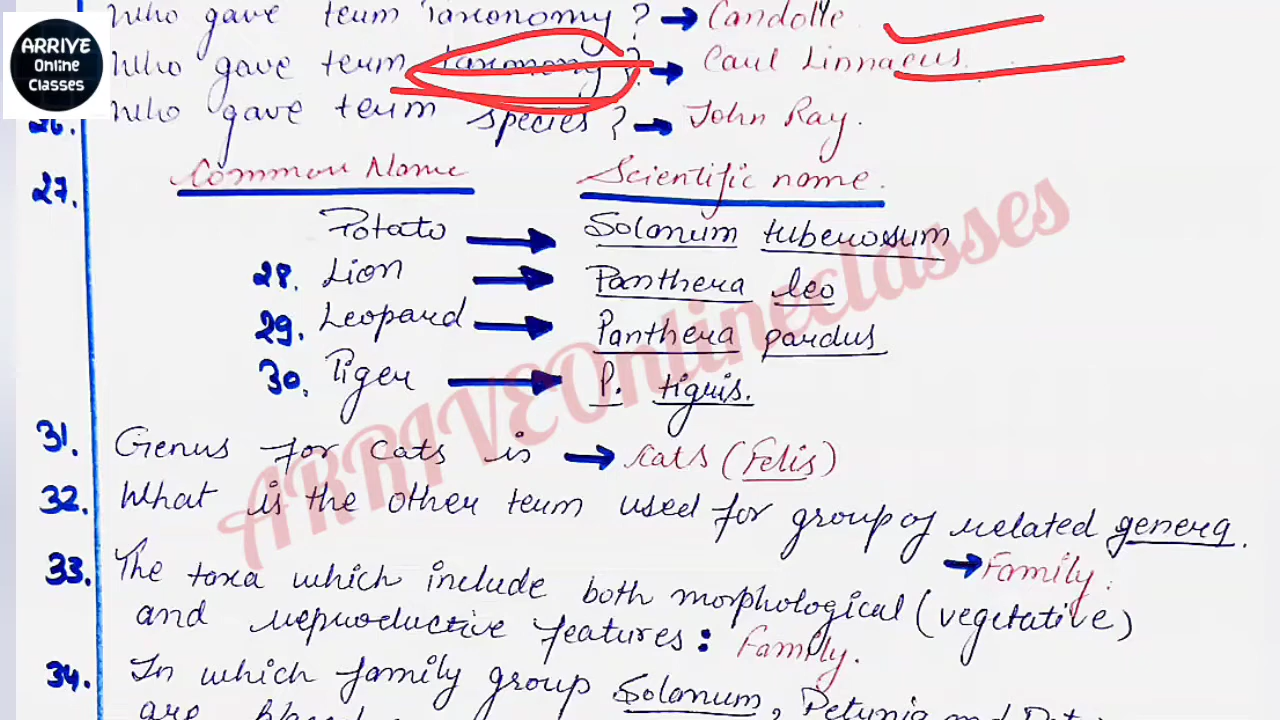 Who gave term Taxonomy ? → Candolle
ARRIVE
Online
Classes
Who gave term taxonomy ? → Carl Linnaeus.
26. Who gave term species ? → John Ray.
27. Common Name Scientific name.
Potato → Solanum tuberosum
28. Lion → Panthera leo
29. Leopard → Panthera pardus
30. Tiger → P. tigris.
31. Genus for cats is → cats (Felis)
32. What is the other term used for group of related genera.
→ Family.
33. The taxa which include both morphological (vegetative)
and reproductive features : Family.
34. In which family group Solanum, Petunia and
are
ARRIVEOnlineclasses